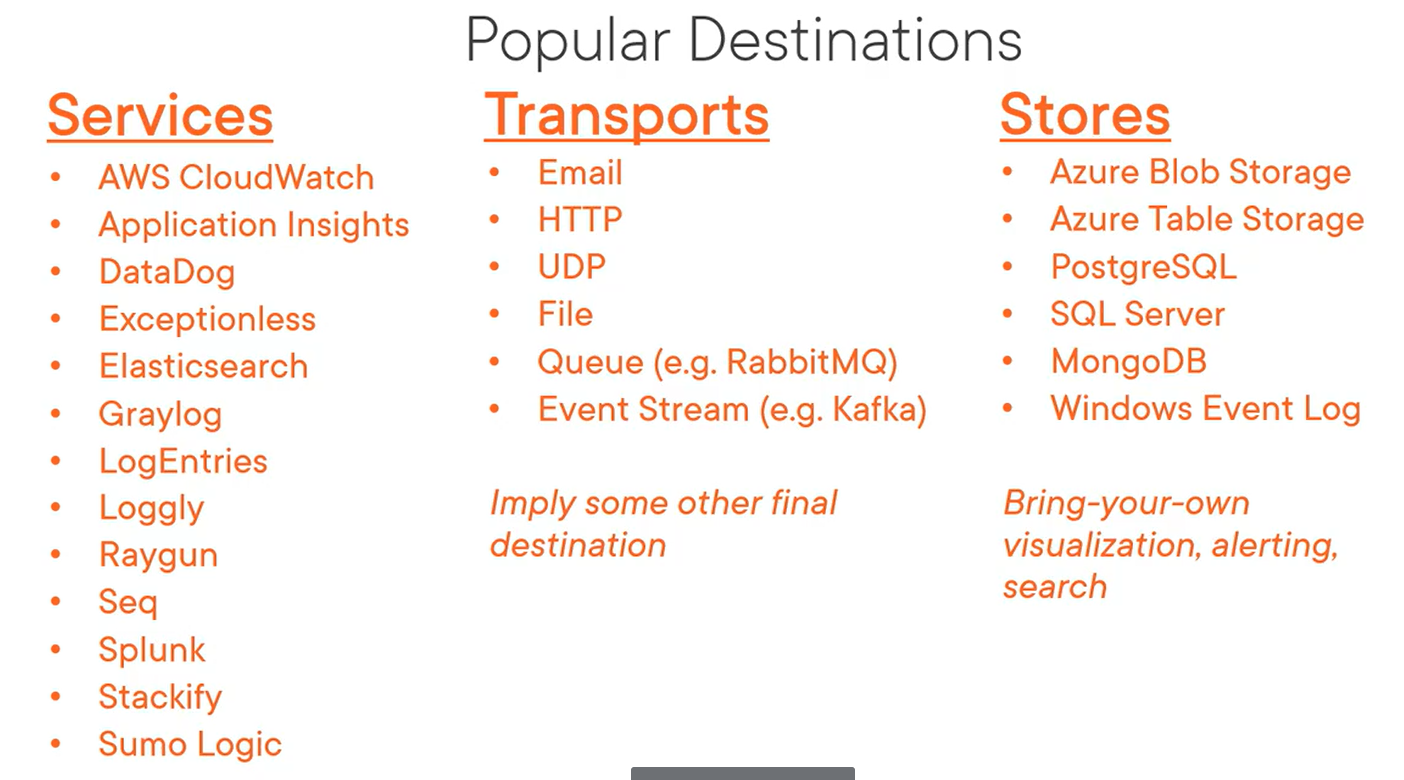 Popular Destinations
Services
• AWS CloudWatch
• Application Insights
• DataDog
• Exceptionless
• Elasticsearch
• Graylog
• LogEntries
• Loggly
• Raygun
• Seq
• Splunk
• Stackify
• Sumo Logic
Transports
• Email
• HTTP
• UDP
• File
• Queue (e.g. RabbitMQ)
• Event Stream (e.g. Kafka)
Imply some other final
destination
Stores
• Azure Blob Storage
• Azure Table Storage
• PostgreSQL
• SQL Server
• MongoDB
• Windows Event Log
Bring-your-own
visualization, alerting,
search